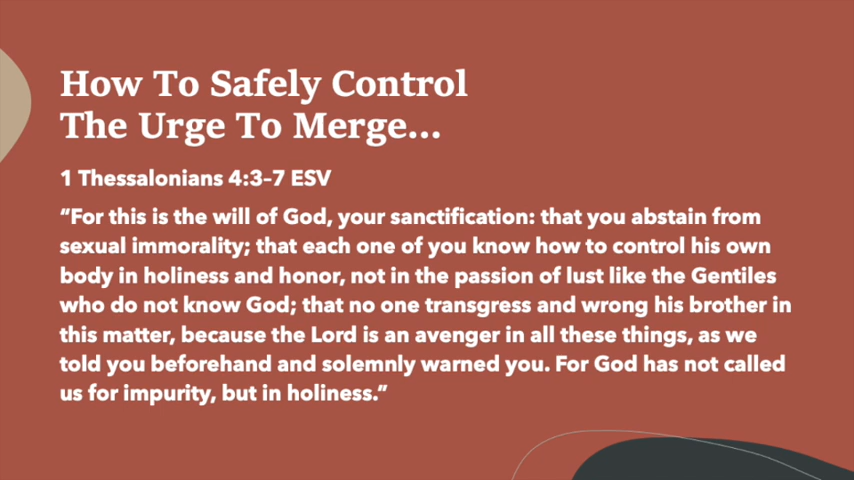 How To Safely Control
The Urge To Merge...
1 Thessalonians 4:3–7 ESV
“For this is the will of God, your sanctification: that you abstain from
sexual immorality; that each one of you know how to control his own
body in holiness and honor, not in the passion of lust like the Gentiles
who do not know God; that no one transgress and wrong his brother in
this matter, because the Lord is an avenger in all these things, as we
told you beforehand and solemnly warned you. For God has not called
us for impurity, but in holiness.”